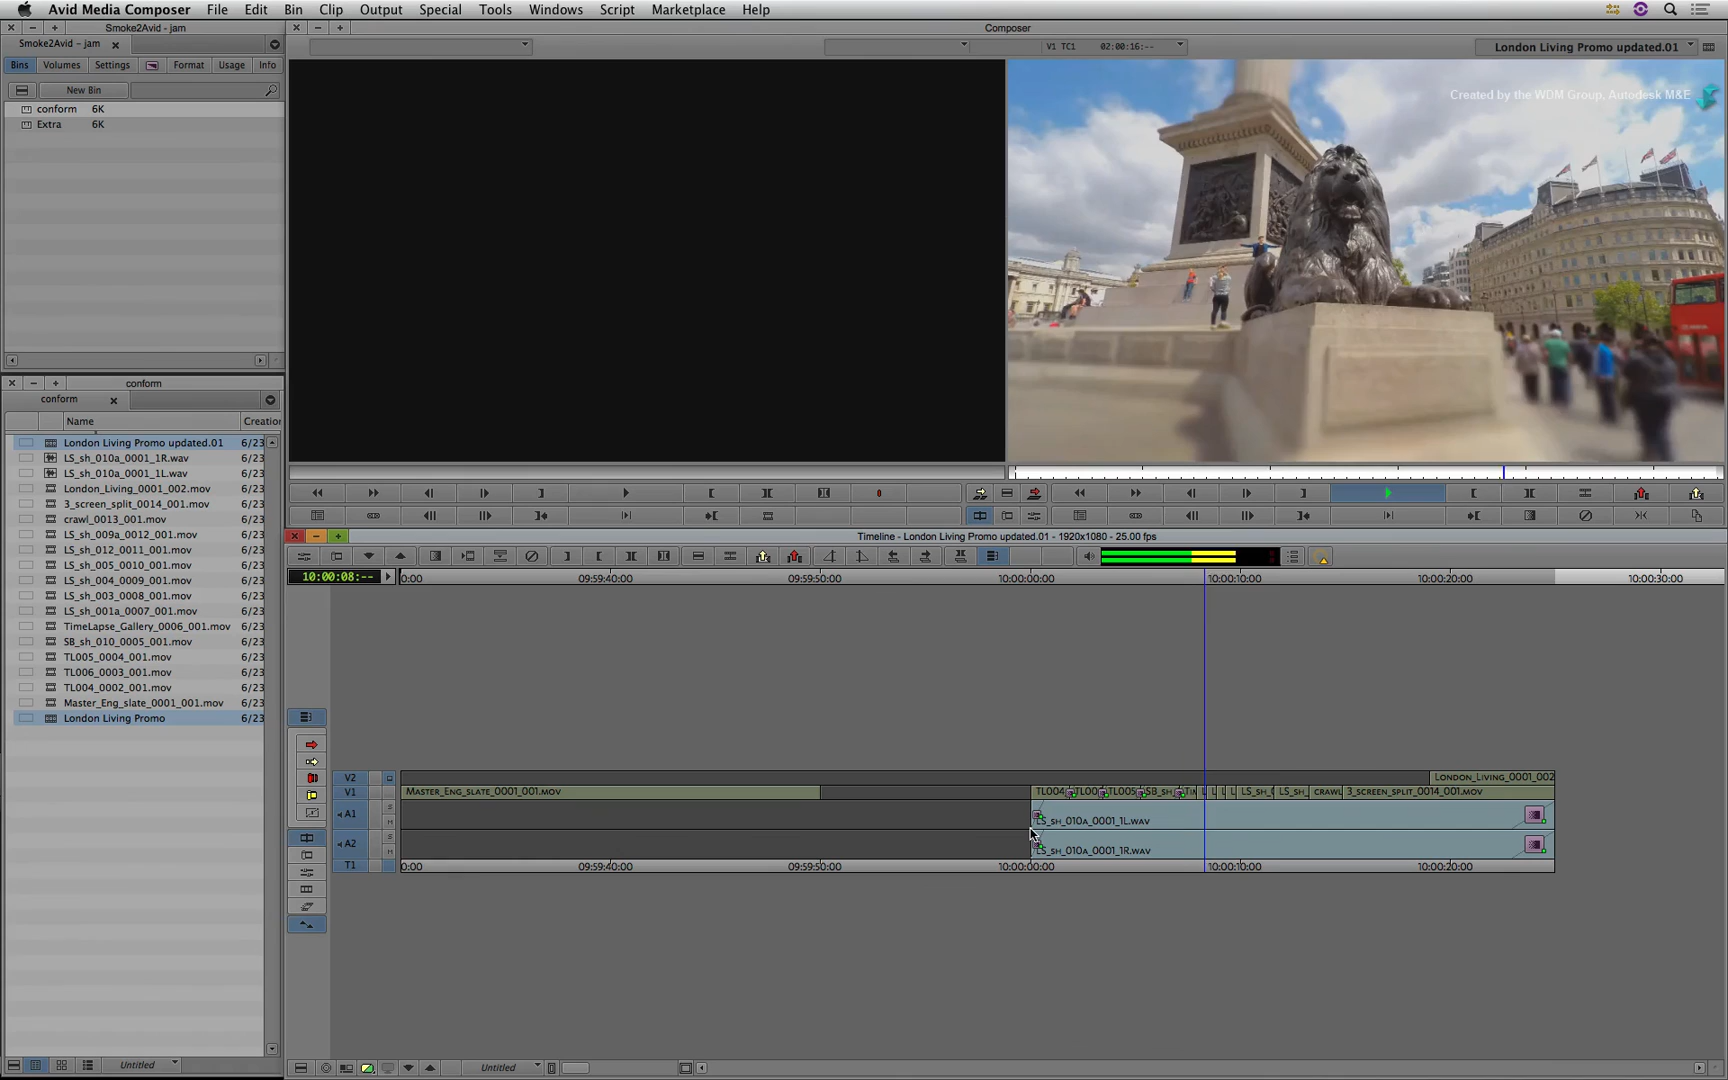 Avid Media Composer File Edit Bin Clip Output Special Tools Windows Script Marketplace Help
Smoke2Avid - jam
Smoke2Avid - jam
Bins Volumes Settings Format Usage Info
New Bin
conform 6K
Extra 6K
Composer
V1 TC1 02:00:16:--
London Living Promo updated.01
Created by the WDM Group, Autodesk M&E
conform
conform
Name Creation
London Living Promo updated.01 6/23
LS_sh_010a_0001_1R.wav 6/23
LS_sh_010a_0001_1L.wav 6/23
London_Living_0001_002.mov 6/23
3_screen_split_0014_001.mov 6/23
crawl_0013_001.mov 6/23
LS_sh_009a_0012_001.mov 6/23
LS_sh_012_0011_001.mov 6/23
LS_sh_005_0010_001.mov 6/23
LS_sh_004_0009_001.mov 6/23
LS_sh_003_0008_001.mov 6/23
LS_sh_001a_0007_001.mov 6/23
TimeLapse_Gallery_0006_001.mov 6/23
SB_sh_010_0005_001.mov 6/23
TL005_0004_001.mov 6/23
TL006_0003_001.mov 6/23
TL004_0002_001.mov 6/23
Master_Eng_slate_0001_001.mov 6/23
London Living Promo 6/23
Untitled
Timeline - London Living Promo updated.01 - 1920x1080 - 25.00 fps
10:00:08:-- 0:00 09:59:40:00 09:59:50:00 10:00:00:00 10:00:10:00 10:00:20:00 10:00:30:00
V2 LONDON_LIVING_0001_002
V1 MASTER_ENG_SLATE_0001_001.MOV TL004 TL00 TL005 SB_SH LS_SH_ LS_SH_ CRAWL 3_SCREEN_SPLIT_0014_001.MOV
S
A1 LS_SH_010A_0001_1L.WAV
M
S
A2 LS_SH_010A_0001_1R.WAV
M
T1 0:00 09:59:40:00 09:59:50:00 10:00:00:00 10:00:10:00 10:00:20:00
Untitled